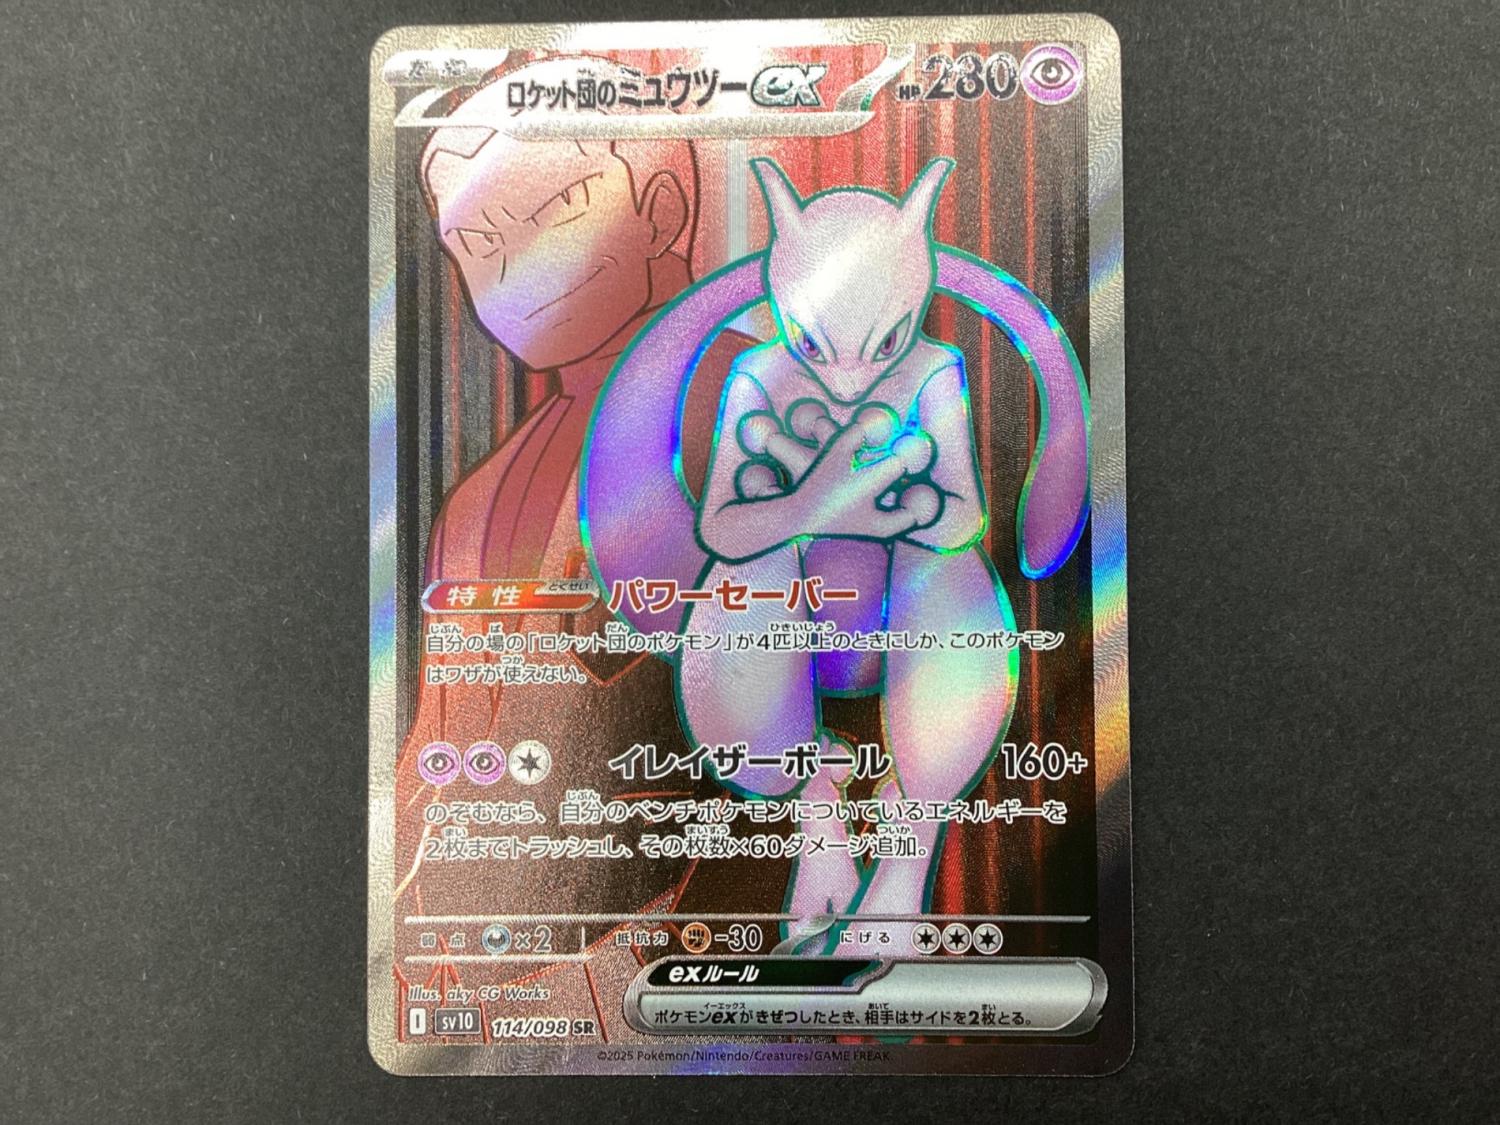 たね
ロケット団のミュウツーex HP230
特性 とくせい パワーセーバー
自分の場の「ロケット団のポケモン」が4匹以上のときにしか、このポケモン
はワザが使えない。
イレイザーボール 160+
のぞむなら、自分のベンチポケモンについているエネルギーを
2枚までトラッシュし、その枚数×60ダメージ追加。
弱点 ×2 抵抗力 -30 にげる
exルール
ポケモンexがきぜつしたとき、相手はサイドを2枚とる。
Illus. aky CG Works
I sv10 114/098 SR
©2025 Pokémon/Nintendo/Creatures/GAME FREAK